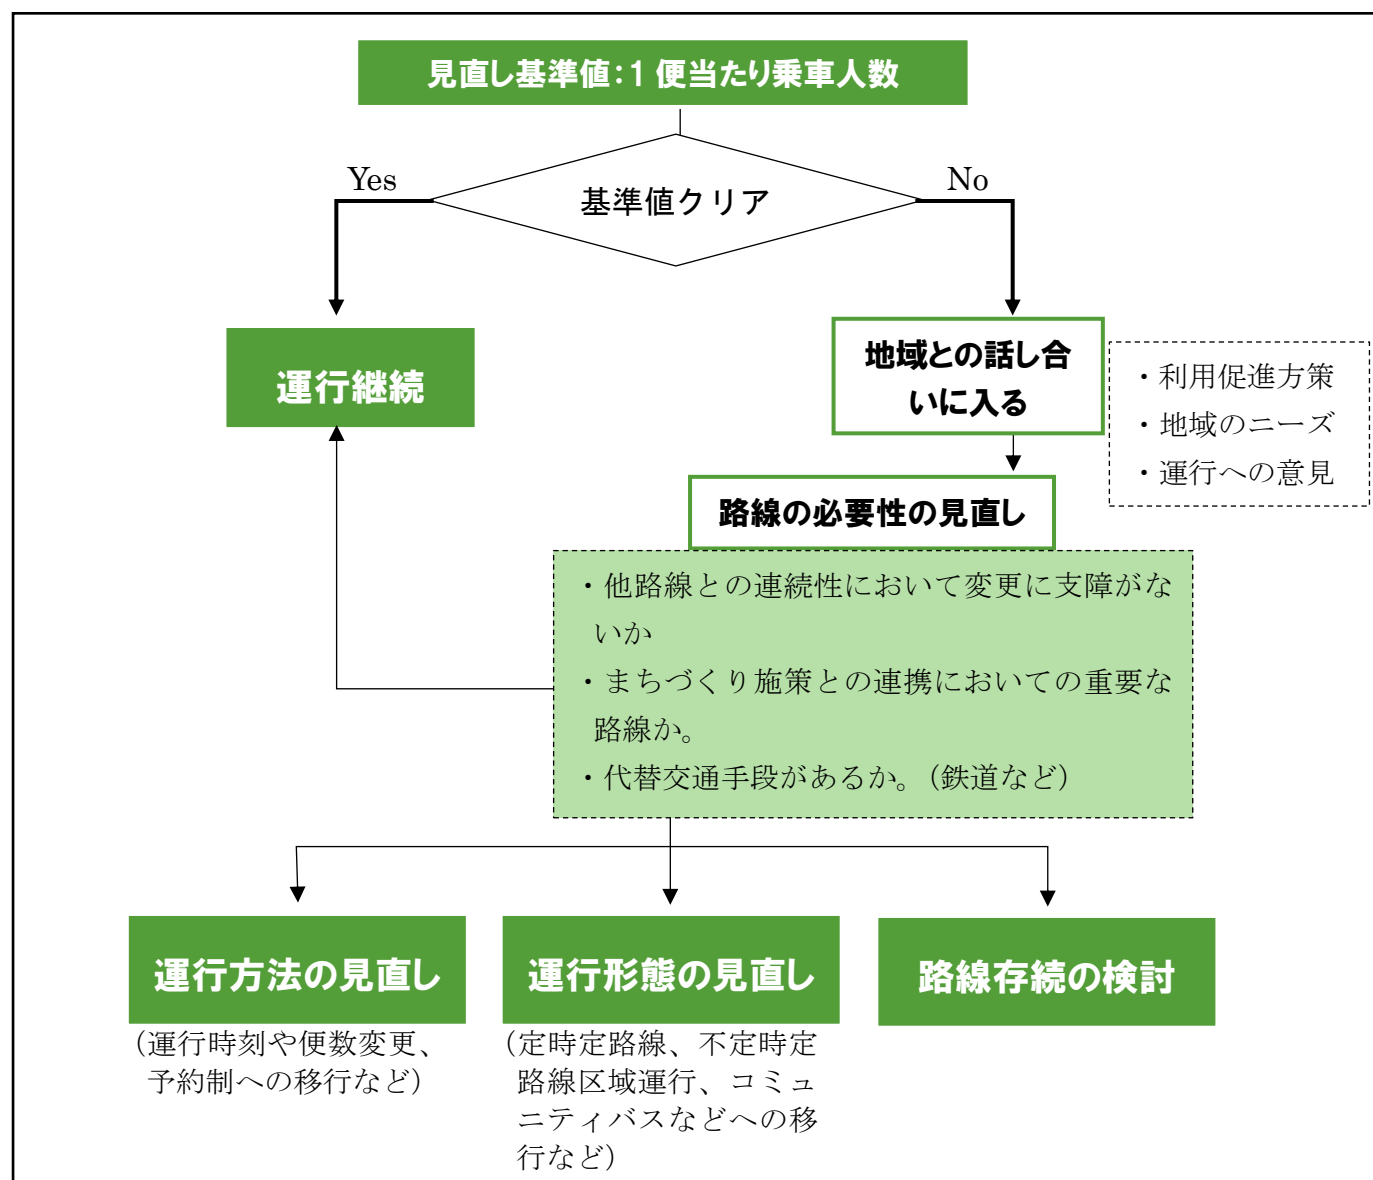 見直し基準値：1 便当たり乗車人数
基準値クリア
Yes
No
運行継続
地域との話し合
いに入る
・利用促進方策
・地域のニーズ
・運行への意見
路線の必要性の見直し
・他路線との連続性において変更に支障がな
いか
・まちづくり施策との連携においての重要な
路線か。
・代替交通手段があるか。（鉄道など）
運行方法の見直し
（運行時刻や便数変更、
予約制への移行など）
運行形態の見直し
（定時定路線、不定時定
路線区域運行、コミュ
ニティバスなどへの移
行など）
路線存続の検討